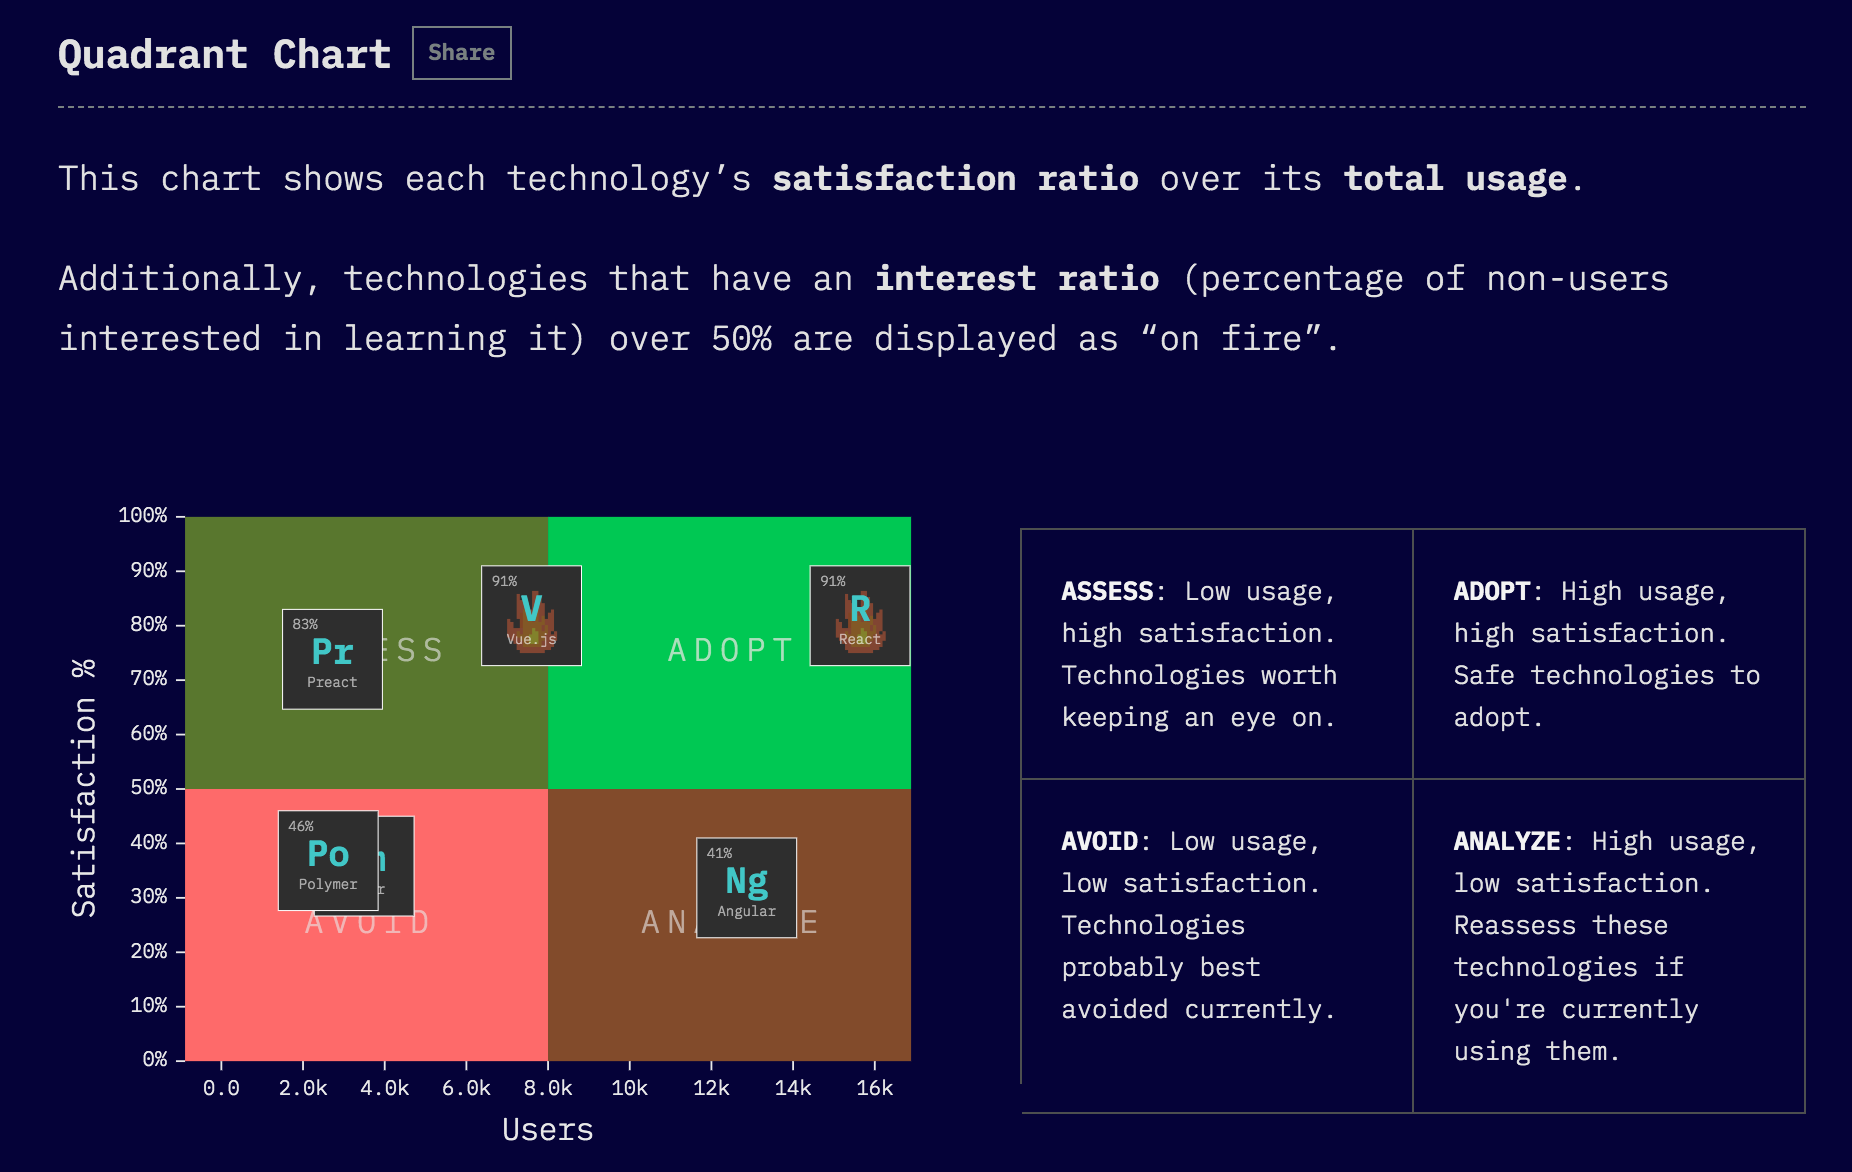 Quadrant Chart
Share
This chart shows each technology’s satisfaction ratio over its total usage.
Additionally, technologies that have an interest ratio (percentage of non-users
interested in learning it) over 50% are displayed as “on fire”.
Satisfaction %
100%
90%
80%
70%
60%
50%
40%
30%
20%
10%
0%
83%
Pr
Preact
ESS
91%
V
Vue.js
ADOPT
91%
R
React
46%
Po
Polymer
AVOID
41%
Ng
Angular
AN
E
0.0 2.0k 4.0k 6.0k 8.0k 10k 12k 14k 16k
Users
ASSESS: Low usage,
high satisfaction.
Technologies worth
keeping an eye on.
ADOPT: High usage,
high satisfaction.
Safe technologies to
adopt.
AVOID: Low usage,
low satisfaction.
Technologies
probably best
avoided currently.
ANALYZE: High usage,
low satisfaction.
Reassess these
technologies if
you're currently
using them.